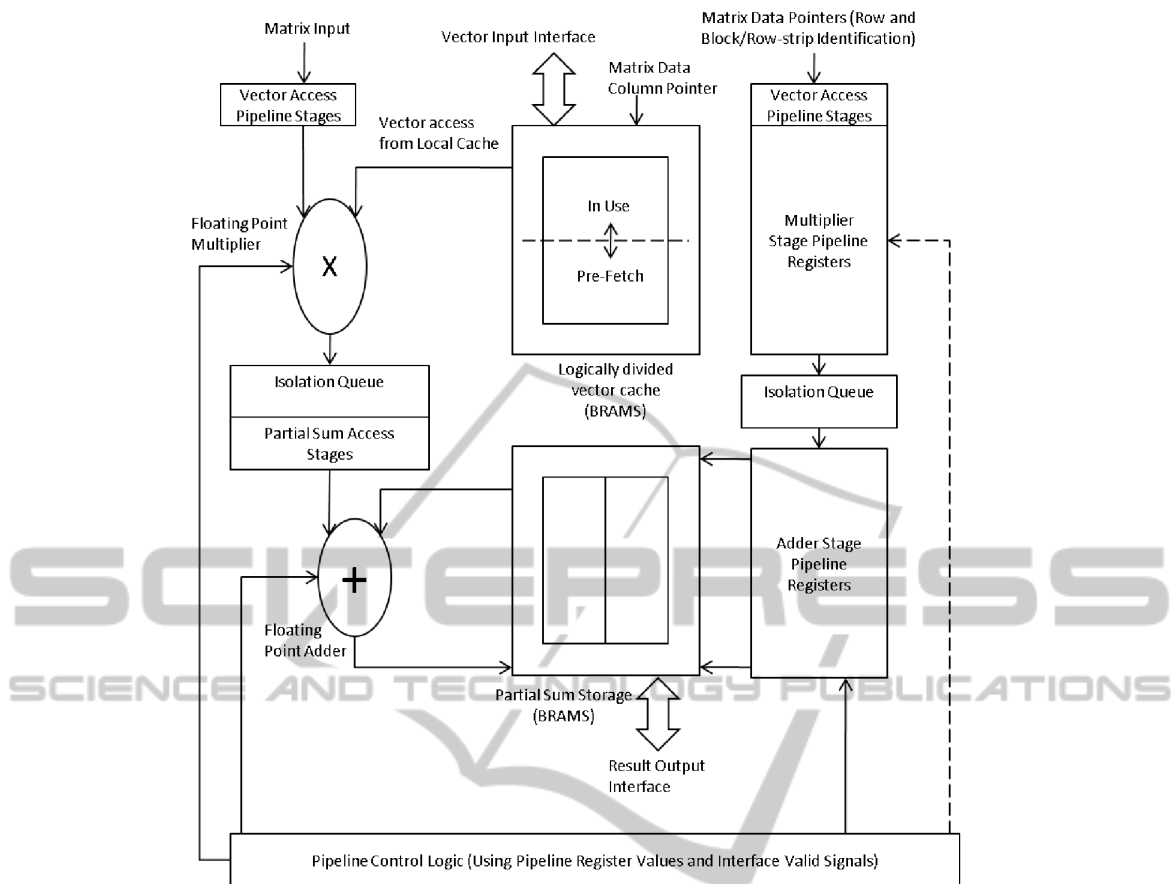 Matrix Input
Vector Input Interface
Matrix Data Pointers (Row and
Block/Row-strip Identification)
Matrix Data
Column Pointer
Vector Access
Pipeline Stages
Vector access
from Local Cache
Vector Access
Pipeline Stages
Floating Point
Multiplier
X
In Use
Pre-Fetch
Multiplier
Stage Pipeline
Registers
Isolation Queue
Partial Sum Access
Stages
Logically divided
vector cache
(BRAMS)
Isolation Queue
+
Floating
Point Adder
Adder Stage
Pipeline
Registers
Partial Sum Storage
(BRAMS)
Result Output
Interface
Pipeline Control Logic (Using Pipeline Register Values and Interface Valid Signals)
SCITEPRESS
SCIENCE AND TECHNOLOGY PUBLICATIONS